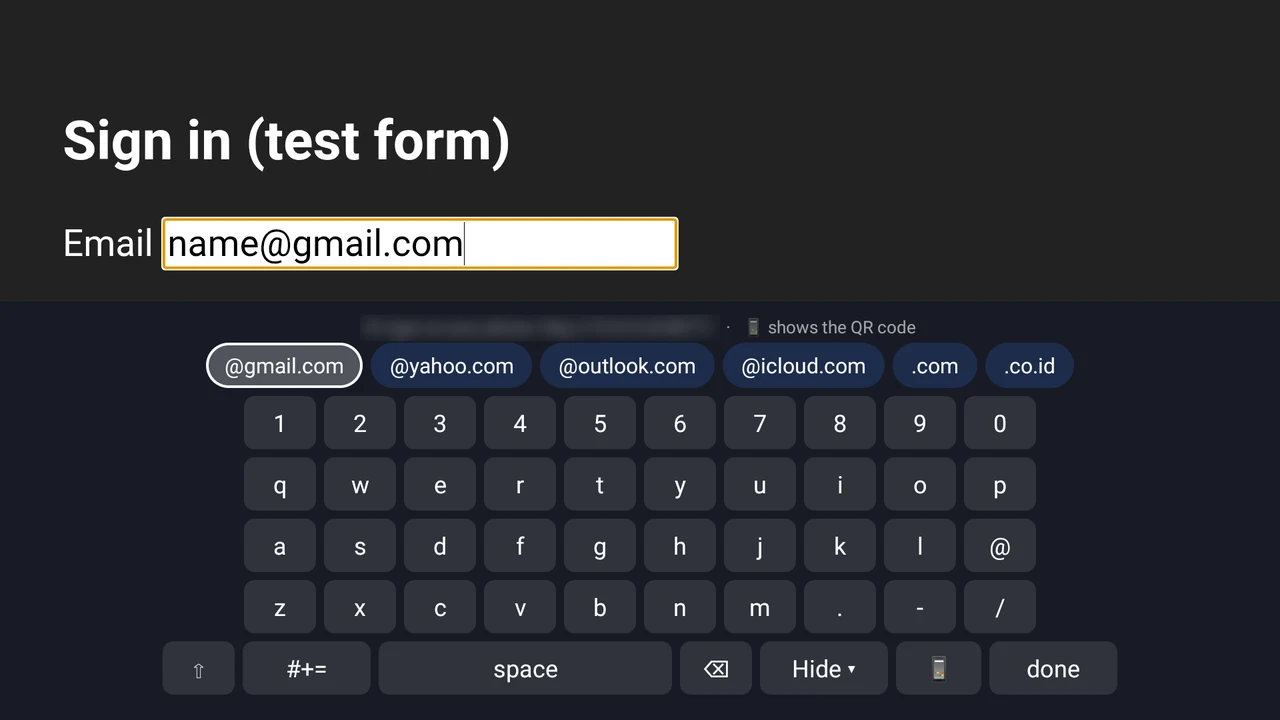 Sign in (test form)
Email name@gmail.com
· 📱 shows the QR code
@gmail.com @yahoo.com @outlook.com @icloud.com .com .co.id
1 2 3 4 5 6 7 8 9 0
q w e r t y u i o p
a s d f g h j k l @
z x c v b n m . - /
⇧ #+= space ⌫ Hide ▾ 📱 done